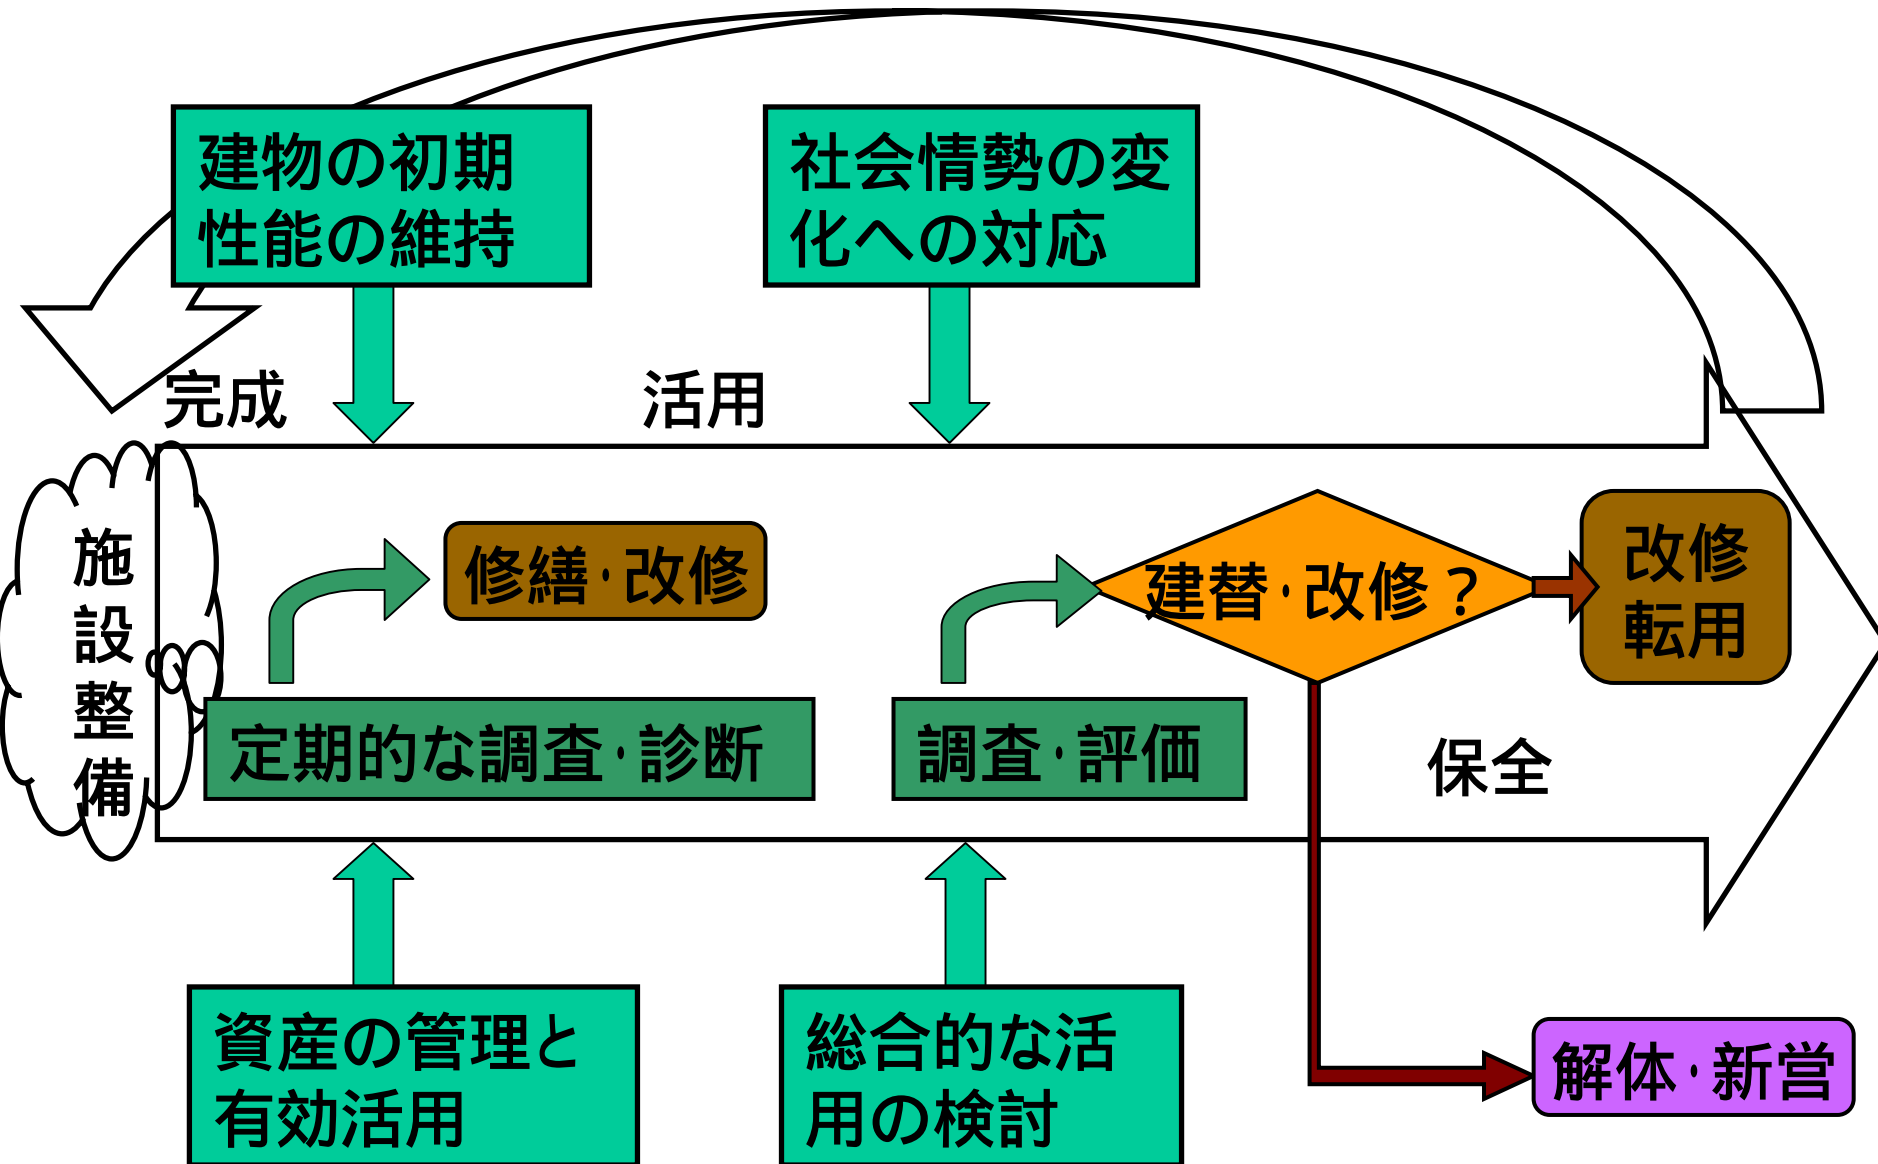 建物の初期
性能の維持
社会情勢の変
化への対応
完成
活用
施
設
整
備
修繕・改修
建替・改修？
改修
転用
定期的な調査・診断
調査・評価
保全
資産の管理と
有効活用
総合的な活
用の検討
解体・新営